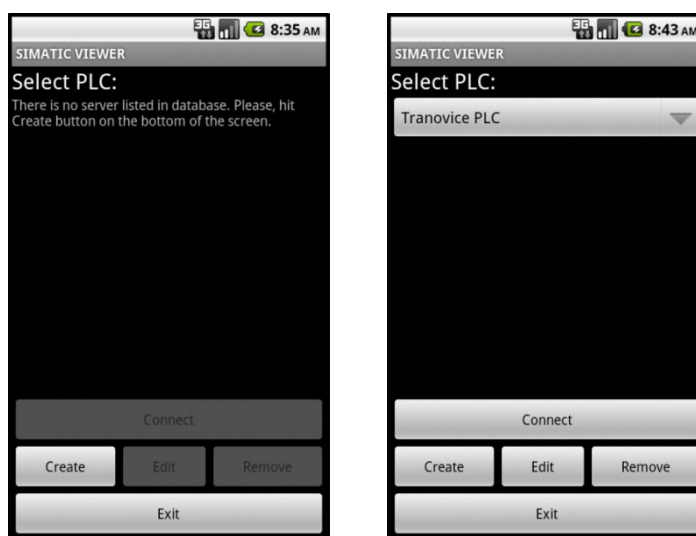 3G 8:35 AM
SIMATIC VIEWER
Select PLC:
There is no server listed in database. Please, hit
Create button on the bottom of the screen.
Connect
Create Edit Remove
Exit
3G 8:43 AM
SIMATIC VIEWER
Select PLC:
Tranovice PLC
Connect
Create Edit Remove
Exit